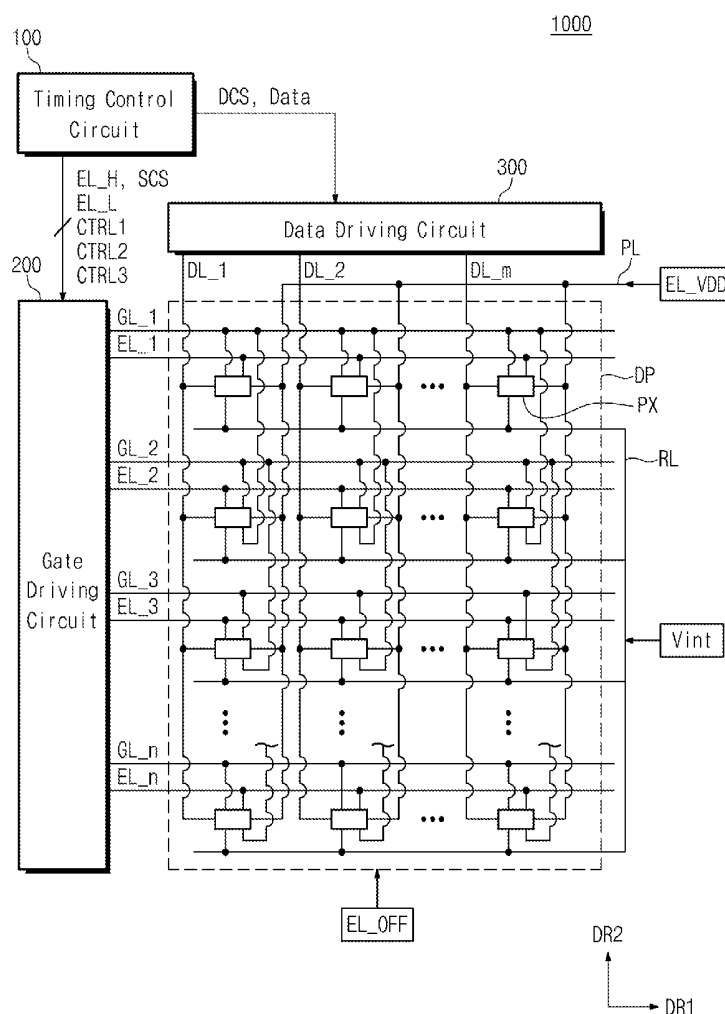 1000
100
Timing Control
Circuit
DCS, Data
EL_H, SCS
EL_L
CTRL1
CTRL2
CTRL3
300
Data Driving Circuit
200
DL_1
DL_2
DL_m
PL
EL_VDD
GL_1
EL_1
DP
PX
GL_2
RL
EL_2
Gate
Driving
Circuit
GL_3
EL_3
Vint
GL_n
EL_n
EL_OFF
DR2
DR1